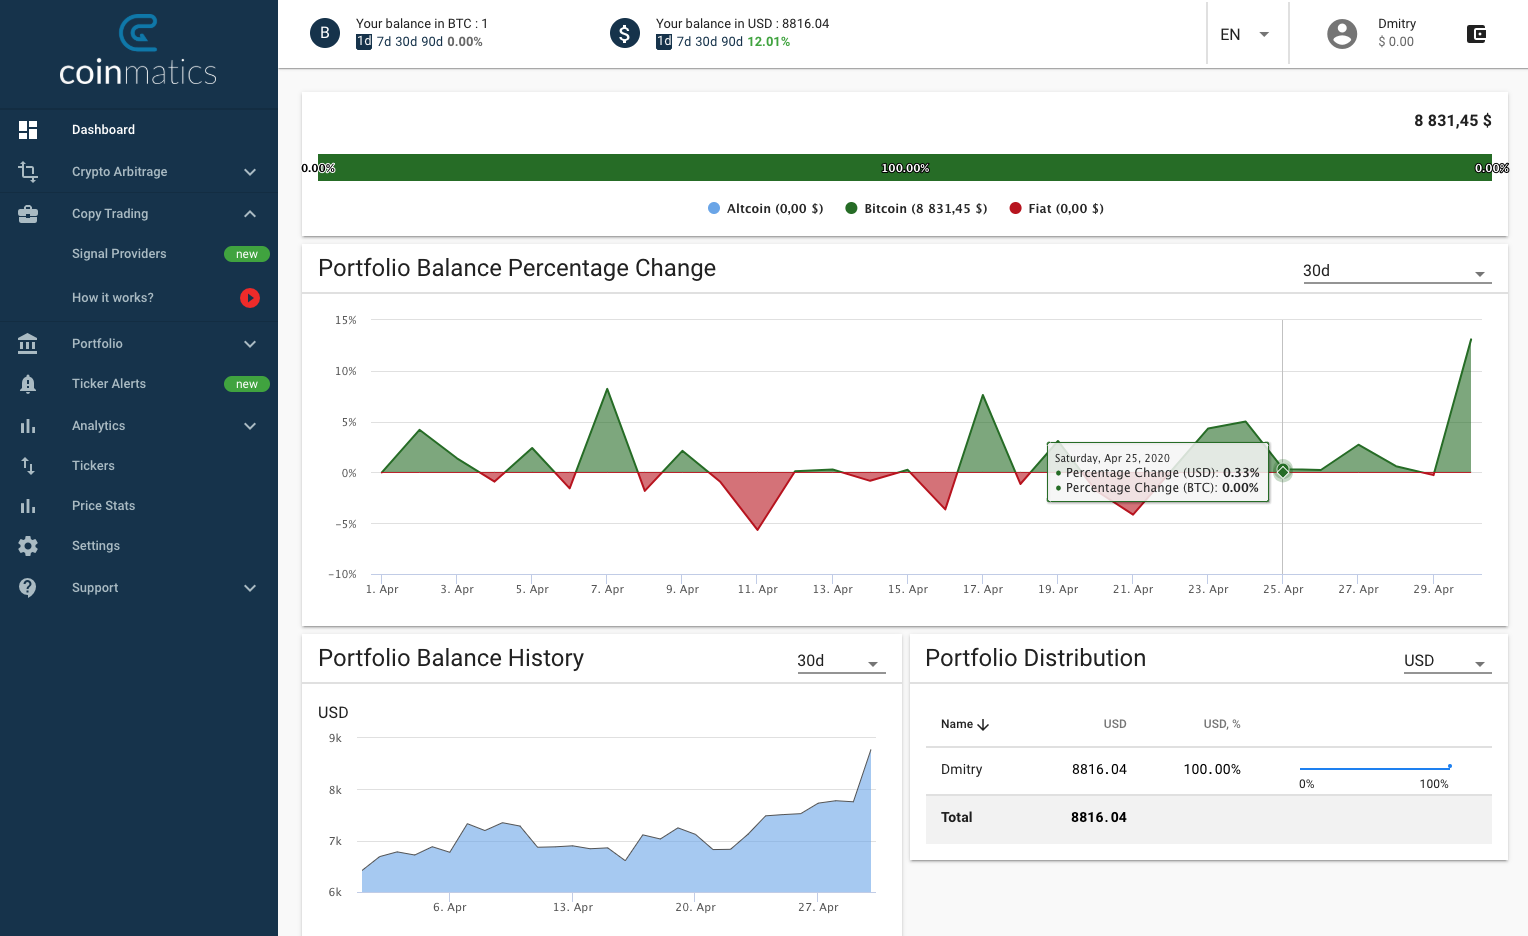 coinmatics
Dashboard
Crypto Arbitrage
Copy Trading
Signal Providers new
How it works?
Portfolio
Ticker Alerts new
Analytics
Tickers
Price Stats
Settings
Support
B
Your balance in BTC : 1
1d 7d 30d 90d 0.00%
$
Your balance in USD : 8816.04
1d 7d 30d 90d 12.01%
EN
Dmitry
$ 0.00
8 831,45 $
0.00% 100.00% 0.00%
Altcoin (0,00 $) Bitcoin (8 831,45 $) Fiat (0,00 $)
Portfolio Balance Percentage Change 30d
15%
10%
5%
0%
−5%
−10%
Saturday, Apr 25, 2020
● Percentage Change (USD): 0.33%
● Percentage Change (BTC): 0.00%
1. Apr 3. Apr 5. Apr 7. Apr 9. Apr 11. Apr 13. Apr 15. Apr 17. Apr 19. Apr 21. Apr 23. Apr 25. Apr 27. Apr 29. Apr
Portfolio Balance History 30d
USD
9k
8k
7k
6k
6. Apr 13. Apr 20. Apr 27. Apr
Portfolio Distribution USD
Name USD USD, %
Dmitry 8816.04 100.00%
0% 100%
Total 8816.04